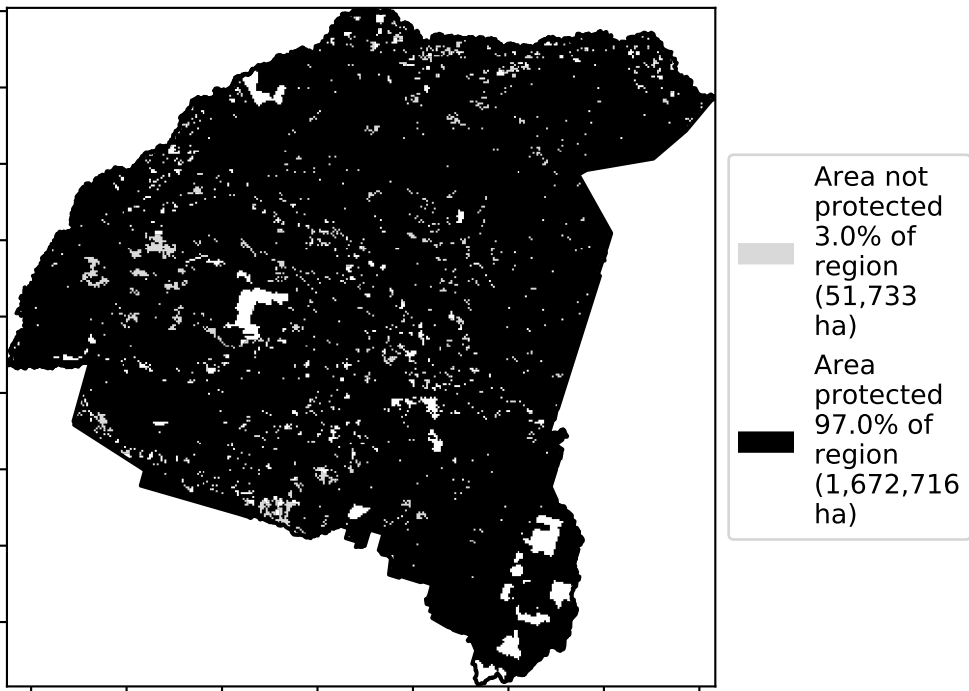 Area not
protected
3.0% of
region
(51,733
ha)
Area
protected
97.0% of
region
(1,672,716
ha)